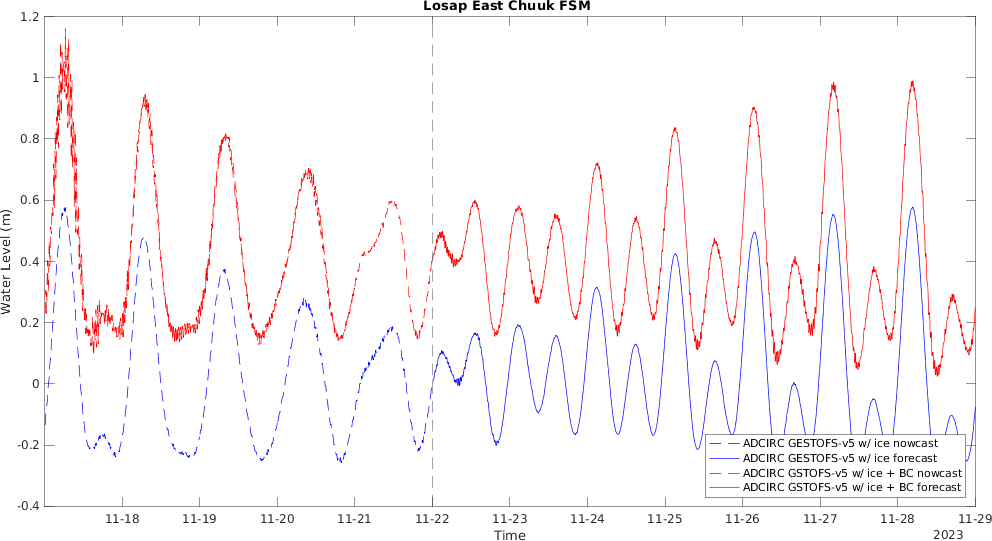 Losap East Chuuk FSM
1.2
1
0.8
0.6
0.4
0.2
0
-0.2
-0.4
Water Level (m)
ADCIRC GESTOFS-v5 w/ ice nowcast
ADCIRC GESTOFS-v5 w/ ice forecast
ADCIRC GSTOFS-v5 w/ ice + BC nowcast
ADCIRC GSTOFS-v5 w/ ice + BC forecast
11-18 11-19 11-20 11-21 11-22 11-23 11-24 11-25 11-26 11-27 11-28 11-29
Time
2023